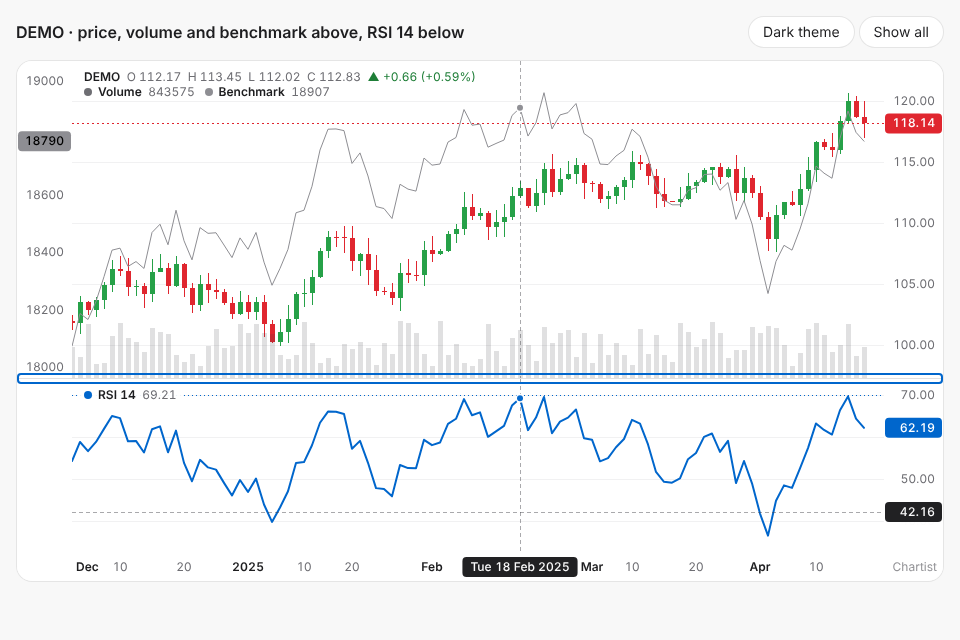 DEMO · price, volume and benchmark above, RSI 14 below
Dark theme
Show all
DEMO O 112.17 H 113.45 L 112.02 C 112.83 ▲ +0.66 (+0.59%)
Volume 843575 Benchmark 18907
19000
18790
18600
18400
18200
18000
120.00
118.14
115.00
110.00
105.00
100.00
RSI 14 69.21
70.00
62.19
50.00
42.16
Dec 10 20 2025 10 20 Feb Tue 18 Feb 2025 Mar 10 20 Apr 10
Chartist